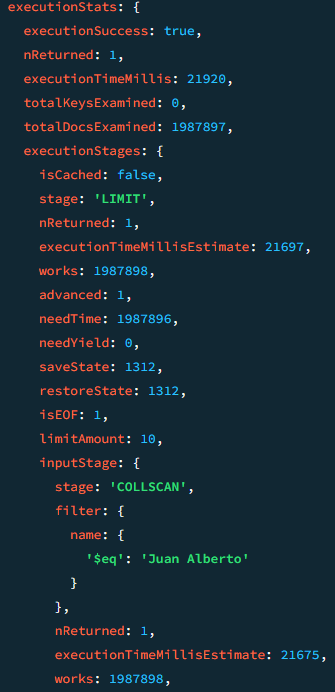 executionStats: {
executionSuccess: true,
nReturned: 1,
executionTimeMillis: 21920,
totalKeysExamined: 0,
totalDocsExamined: 1987897,
executionStages: {
isCached: false,
stage: 'LIMIT',
nReturned: 1,
executionTimeMillisEstimate: 21697,
works: 1987898,
advanced: 1,
needTime: 1987896,
needYield: 0,
saveState: 1312,
restoreState: 1312,
isEOF: 1,
limitAmount: 10,
inputStage: {
stage: 'COLLSCAN',
filter: {
name: {
'$eq': 'Juan Alberto'
}
},
nReturned: 1,
executionTimeMillisEstimate: 21675,
works: 1987898,